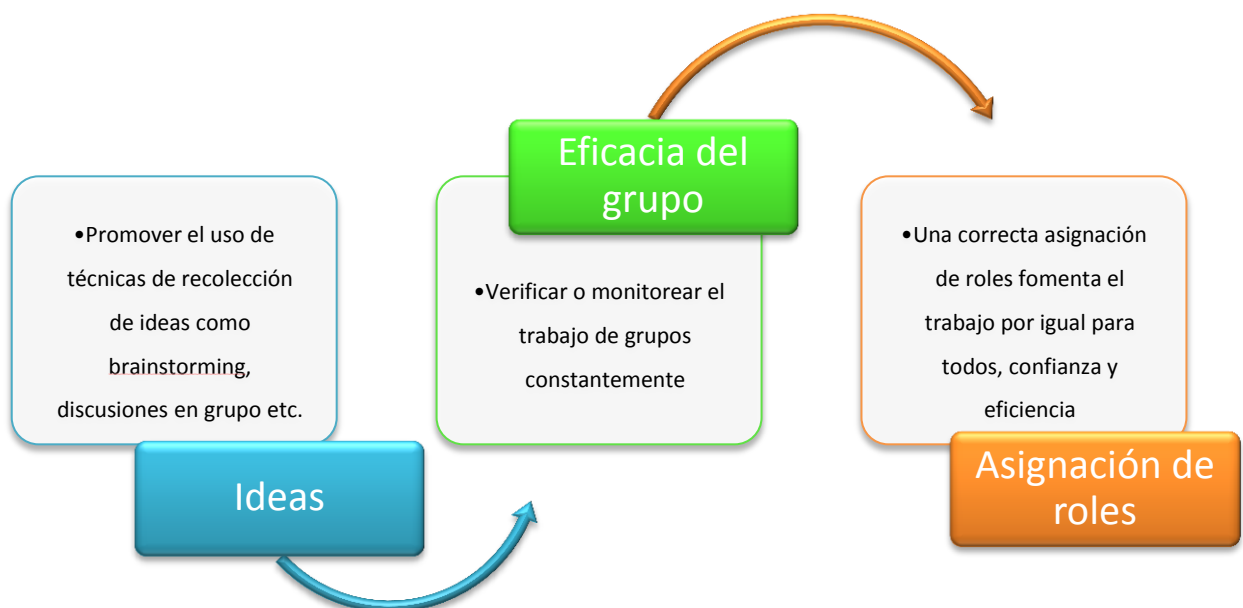 •Promover el uso de
técnicas de recolección
de ideas como
brainstorming,
discusiones en grupo etc.
Ideas
Eficacia del
grupo
•Verificar o monitorear el
trabajo de grupos
constantemente
•Una correcta asignación
de roles fomenta el
trabajo por igual para
todos, confianza y
eficiencia
Asignación de
roles